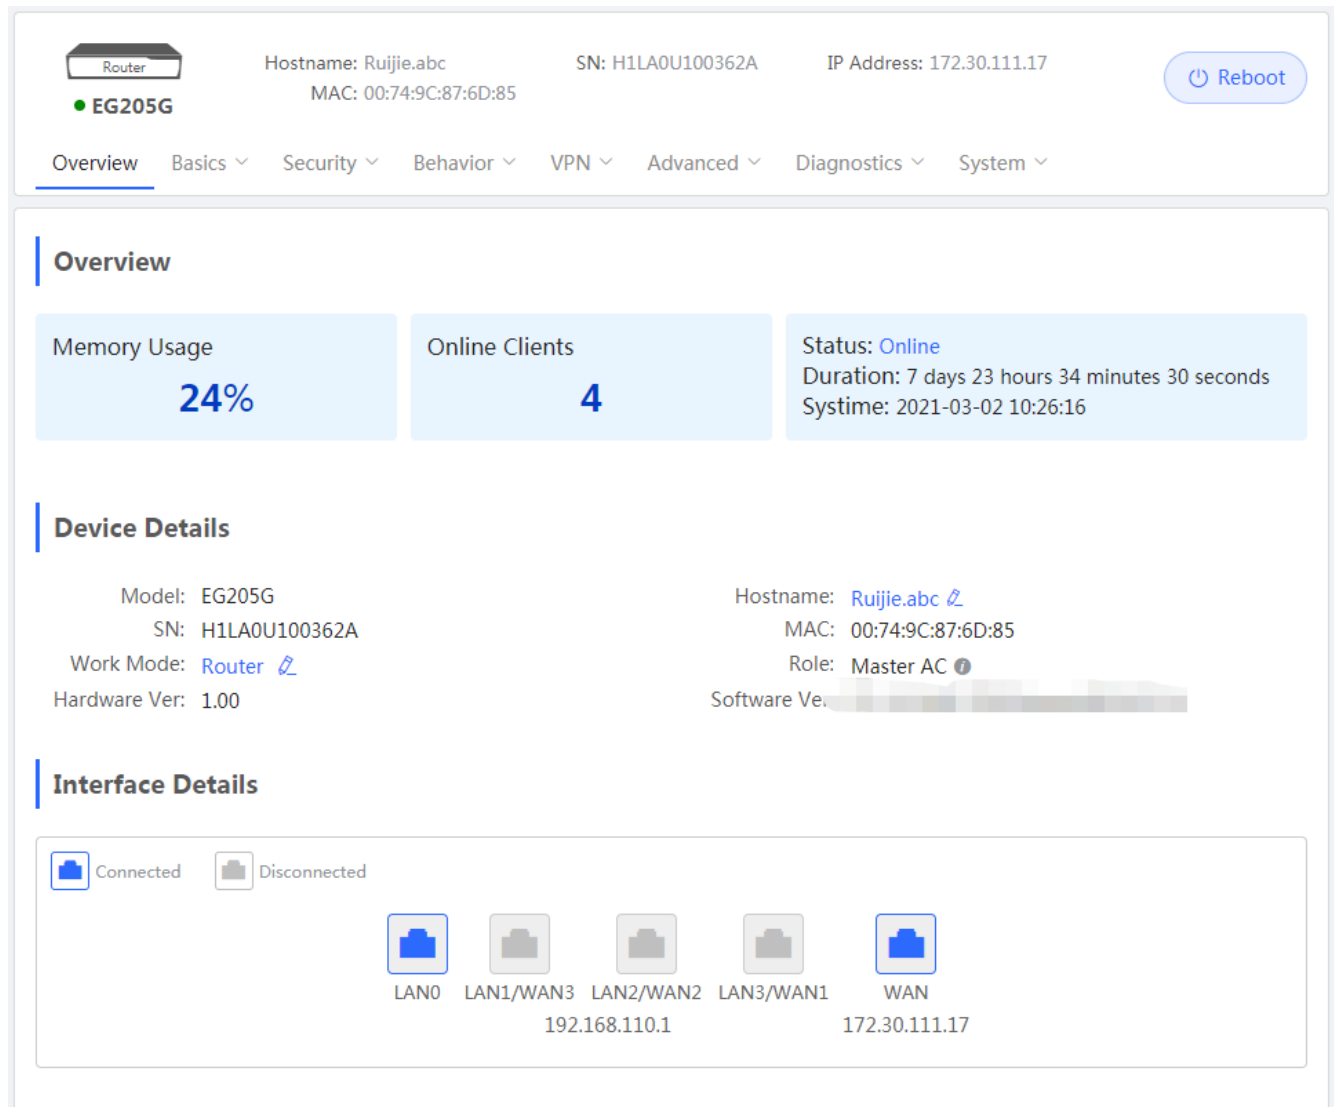 Router
EG205G
Hostname: Ruijie.abc
SN: H1LA0U100362A
IP Address: 172.30.111.17
MAC: 00:74:9C:87:6D:85
Reboot
Overview Basics Security Behavior VPN Advanced Diagnostics System
Overview
Memory Usage
24%
Online Clients
4
Status: Online
Duration: 7 days 23 hours 34 minutes 30 seconds
Systime: 2021-03-02 10:26:16
Device Details
Model: EG205G
Hostname: Ruijie.abc
SN: H1LA0U100362A
MAC: 00:74:9C:87:6D:85
Work Mode: Router
Role: Master AC
Hardware Ver: 1.00
Software Ve
Interface Details
Connected Disconnected
LAN0 LAN1/WAN3 LAN2/WAN2 LAN3/WAN1 WAN
192.168.110.1 172.30.111.17